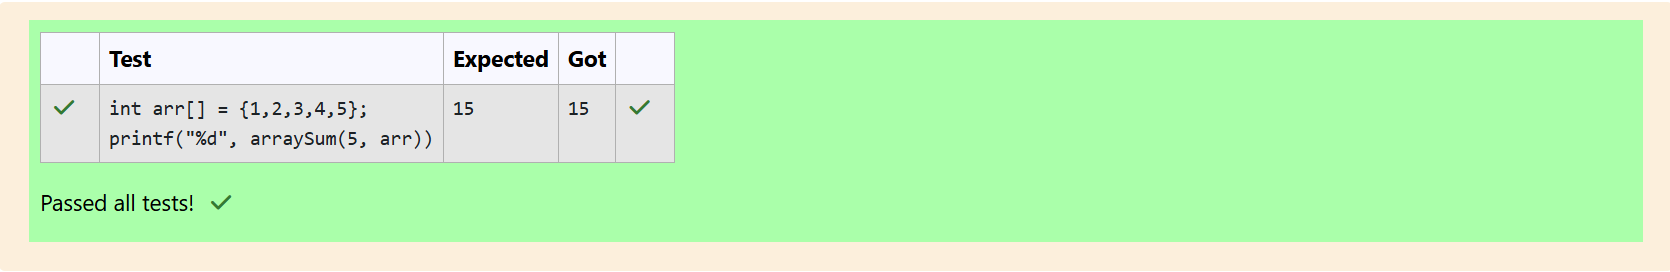 Test Expected Got
int arr[] = {1,2,3,4,5}; 15 15
printf("%d", arraySum(5, arr))
Passed all tests!